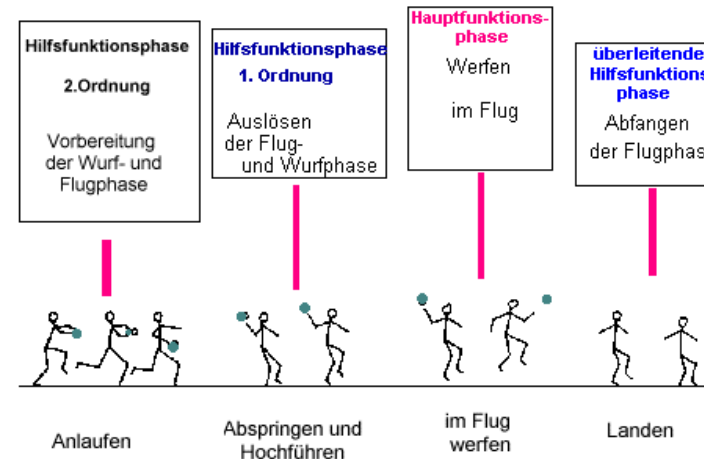 Hilfsfunktionsphase
2.Ordnung
Vorbereitung
der Wurf- und
Flugphase
Hilfsfunktionsphase
1. Ordnung
Auslösen
der Flug-
und Wurfphase
Hauptfunktions-
phase
Werfen
im Flug
überleitende
Hilfsfunktions
phase
Abfangen
der Flugphas
Anlaufen
Abspringen und
Hochführen
im Flug
werfen
Landen